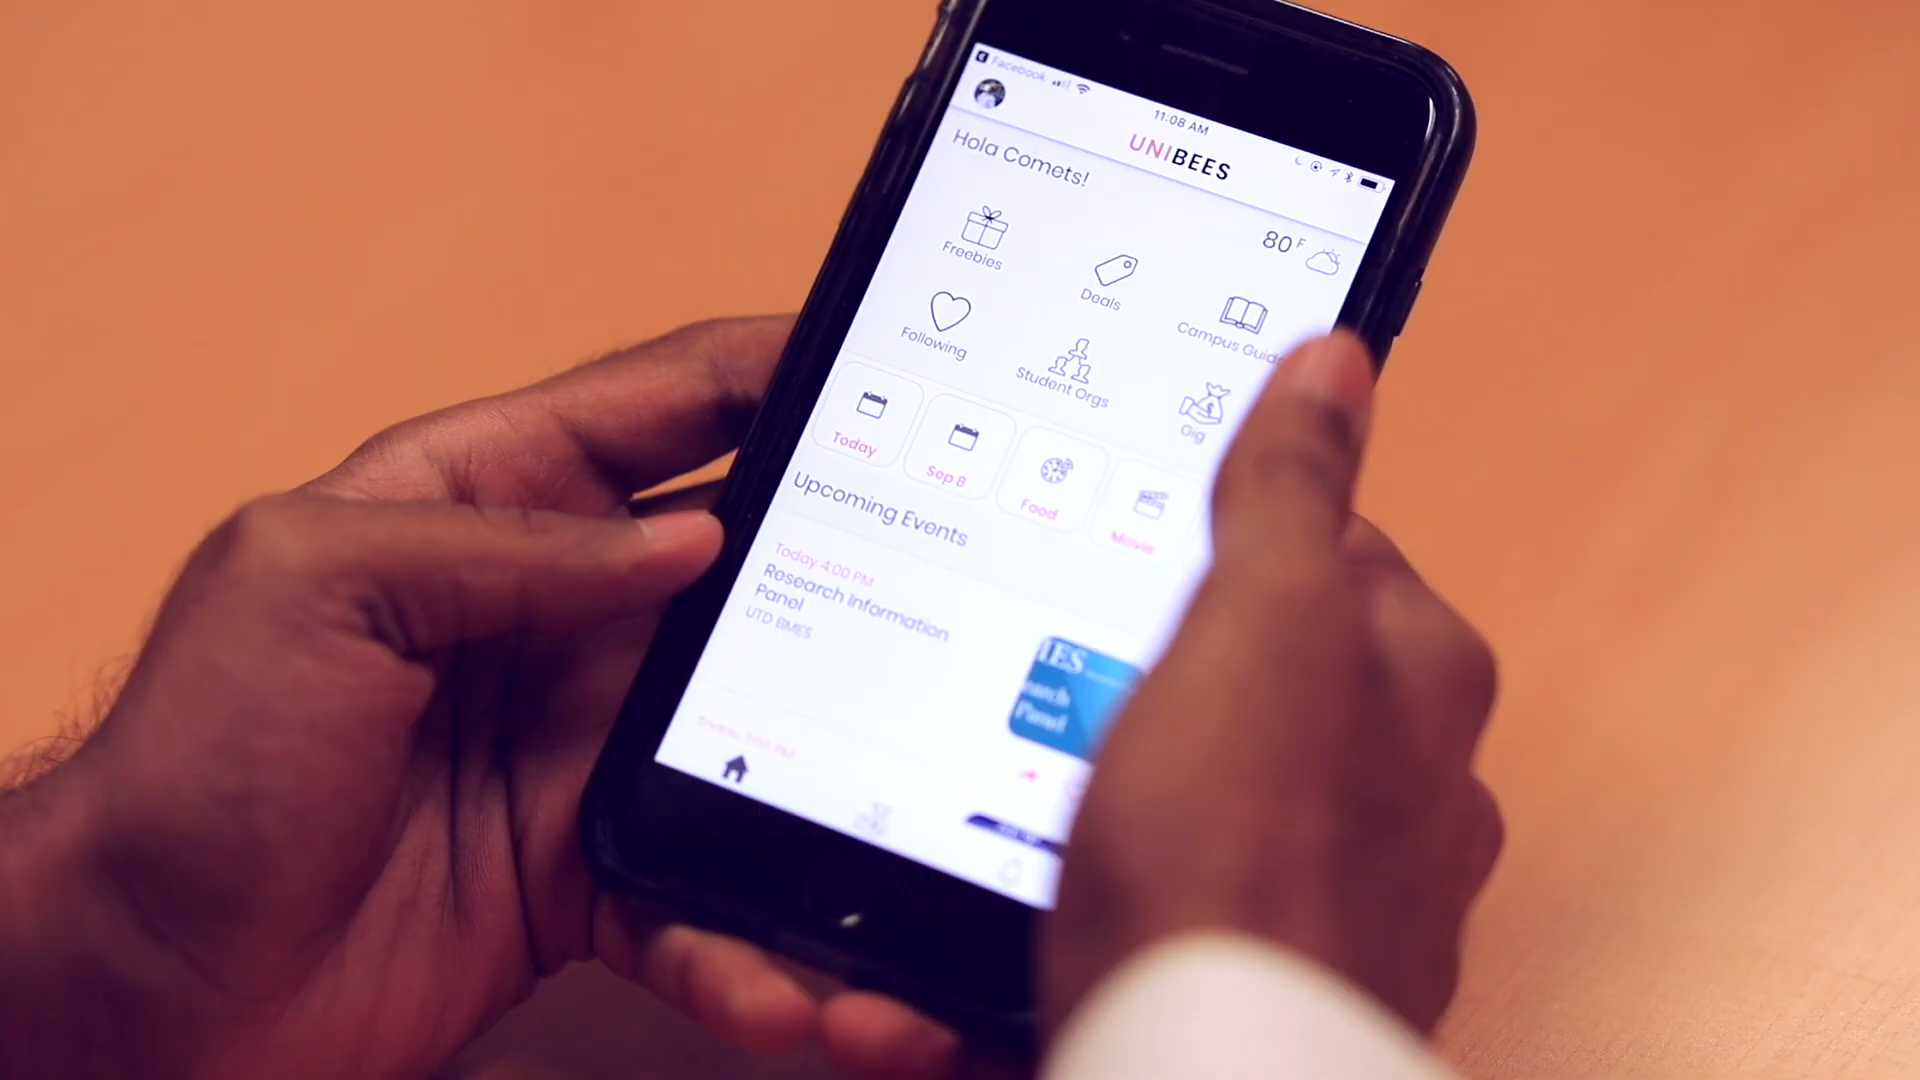 Facebook
11:08 AM
UNIBEES
Hola Comets!
80 F
Freebies
Deals
Campus Guide
Following
Student Orgs
Gig
Today
Sep 8
Food
Movie
Upcoming Events
Today 4:00 PM
Research Information
Panel
UTD BMES
IES
Panel